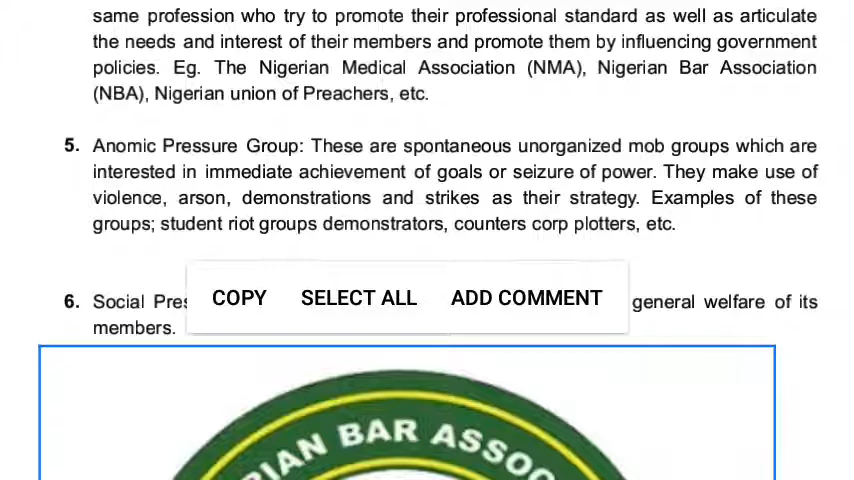 same profession who try to promote their professional standard as well as articulate
the needs and interest of their members and promote them by influencing government
policies. Eg. The Nigerian Medical Association (NMA), Nigerian Bar Association
(NBA), Nigerian union of Preachers, etc.
5. Anomic Pressure Group: These are spontaneous unorganized mob groups which are
interested in immediate achievement of goals or seizure of power. They make use of
violence, arson, demonstrations and strikes as their strategy. Examples of these
groups; student riot groups demonstrators, counters corp plotters, etc.
6. Social Pres COPY SELECT ALL ADD COMMENT general welfare of its
members.
RIAN BAR ASSOC